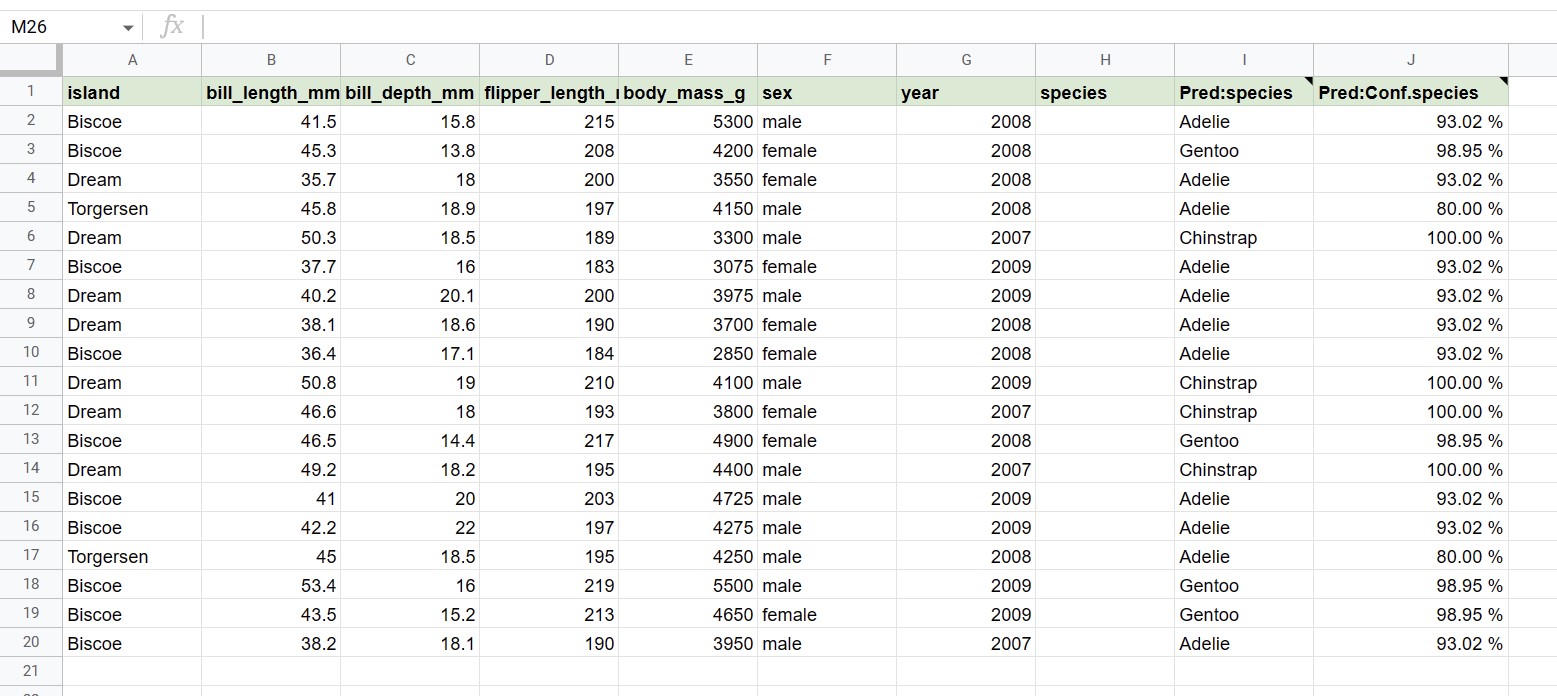 M26 fx
A B C D E F G H I J
1 island bill_length_mm bill_depth_mm flipper_length_ body_mass_g sex year species Pred:species Pred:Conf.species
2 Biscoe 41.5 15.8 215 5300 male 2008 Adelie 93.02 %
3 Biscoe 45.3 13.8 208 4200 female 2008 Gentoo 98.95 %
4 Dream 35.7 18 200 3550 female 2008 Adelie 93.02 %
5 Torgersen 45.8 18.9 197 4150 male 2008 Adelie 80.00 %
6 Dream 50.3 18.5 189 3300 male 2007 Chinstrap 100.00 %
7 Biscoe 37.7 16 183 3075 female 2009 Adelie 93.02 %
8 Dream 40.2 20.1 200 3975 male 2009 Adelie 93.02 %
9 Dream 38.1 18.6 190 3700 female 2008 Adelie 93.02 %
10 Biscoe 36.4 17.1 184 2850 female 2008 Adelie 93.02 %
11 Dream 50.8 19 210 4100 male 2009 Chinstrap 100.00 %
12 Dream 46.6 18 193 3800 female 2007 Chinstrap 100.00 %
13 Biscoe 46.5 14.4 217 4900 female 2008 Gentoo 98.95 %
14 Dream 49.2 18.2 195 4400 male 2007 Chinstrap 100.00 %
15 Biscoe 41 20 203 4725 male 2009 Adelie 93.02 %
16 Biscoe 42.2 22 197 4275 male 2009 Adelie 93.02 %
17 Torgersen 45 18.5 195 4250 male 2008 Adelie 80.00 %
18 Biscoe 53.4 16 219 5500 male 2009 Gentoo 98.95 %
19 Biscoe 43.5 15.2 213 4650 female 2009 Gentoo 98.95 %
20 Biscoe 38.2 18.1 190 3950 male 2007 Adelie 93.02 %
21